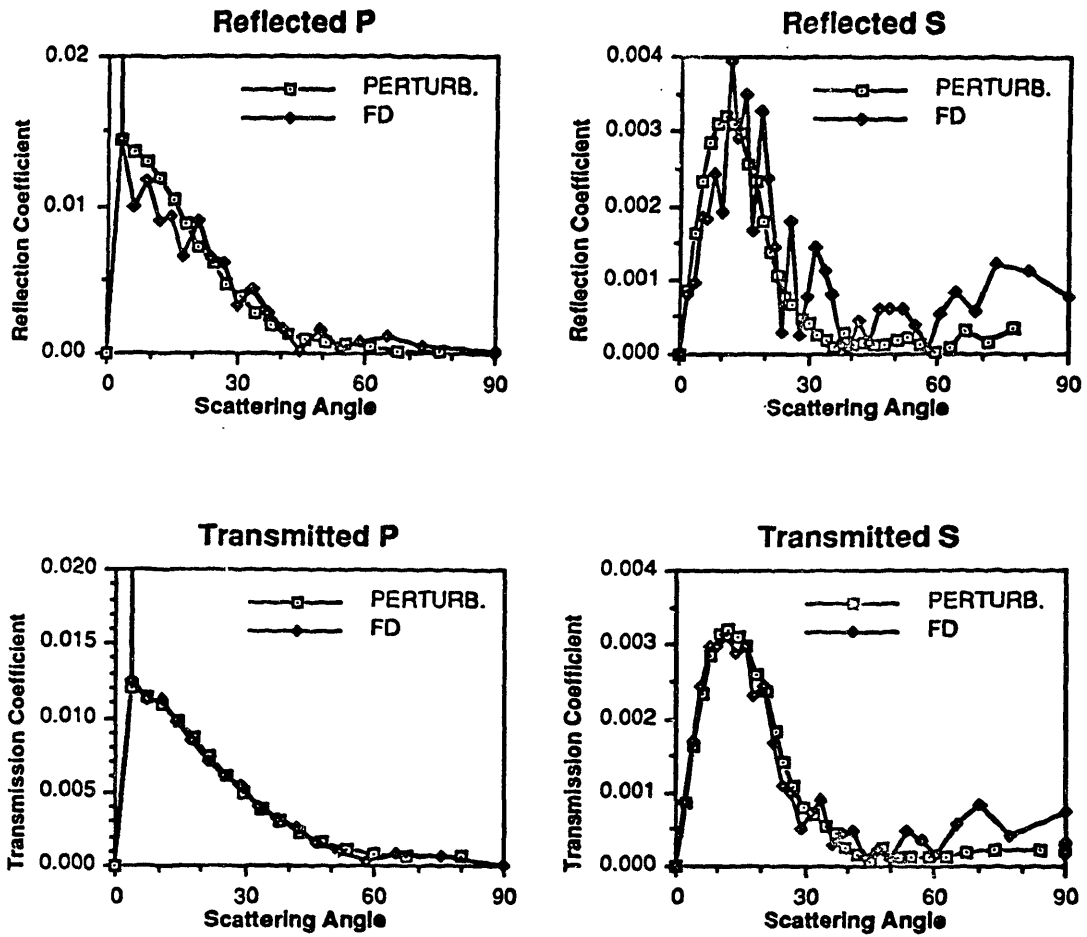 Reflected P
0.02
0.01
0.00
Reflection Coefficient
PERTURB.
FD
0 30 60 90
Scattering Angle
Reflected S
0.004
0.003
0.002
0.001
0.000
Reflection Coefficient
PERTURB.
FD
0 30 60 90
Scattering Angle
Transmitted P
0.020
0.015
0.010
0.005
0.000
Transmission Coefficient
PERTURB.
FD
0 30 60 90
Scattering Angle
Transmitted S
0.004
0.003
0.002
0.001
0.000
Transmission Coefficient
PERTURB.
FD
0 30 60 90
Scattering Angle